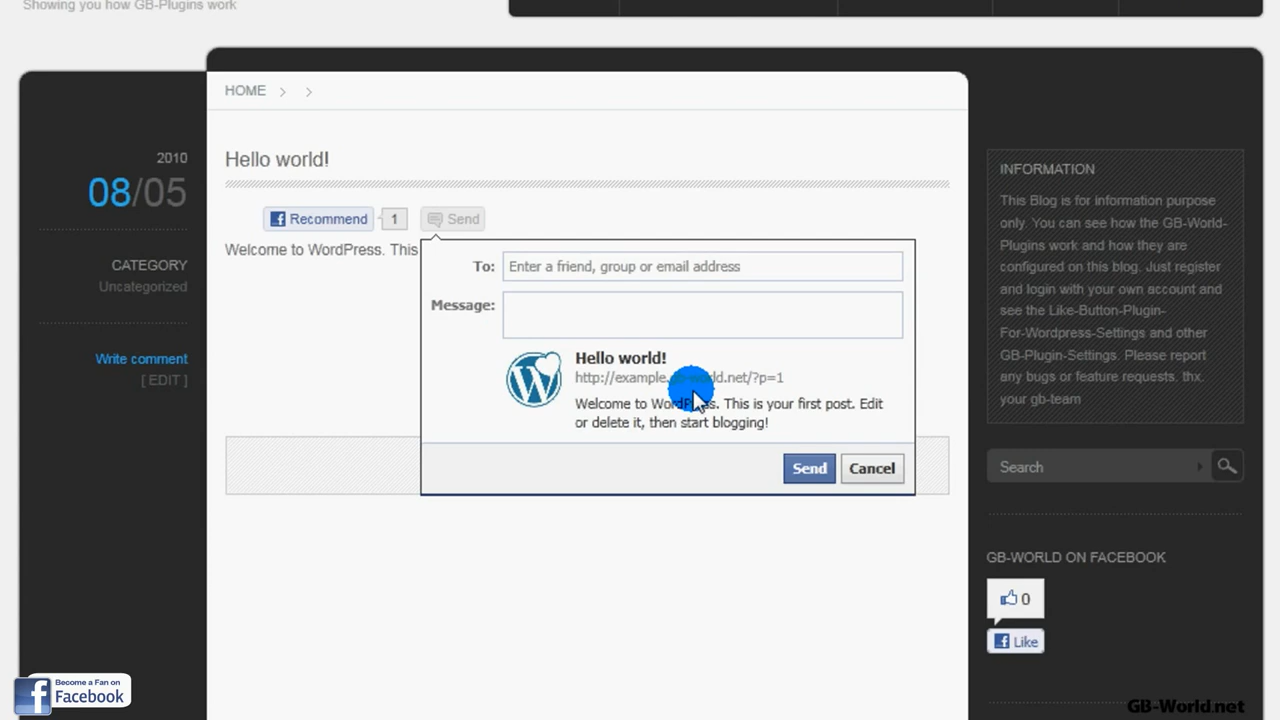 Showing you how GB-Plugins work
HOME
2010
08/05
CATEGORY
Uncategorized
Write comment
[ EDIT ]
Hello world!
Recommend 1 Send
Welcome to WordPress. This
To: Enter a friend, group or email address
Message:
Hello world!
http://example.gb-world.net/?p=1
Welcome to WordPress. This is your first post. Edit
or delete it, then start blogging!
Send Cancel
INFORMATION
This Blog is for Information purpose
only. You can see how the GB-World-
Plugins work and how they are
configured on this blog. Just register
and login with your own account and
see the Like-Button-Plugin-
For-Wordpress-Settings and other
GB-Plugin-Settings. Please report
any bugs or feature requests. thx.
your gb-team
Search
GB-WORLD ON FACEBOOK
0
Like
Become a Fan on
Facebook
GB-World.net